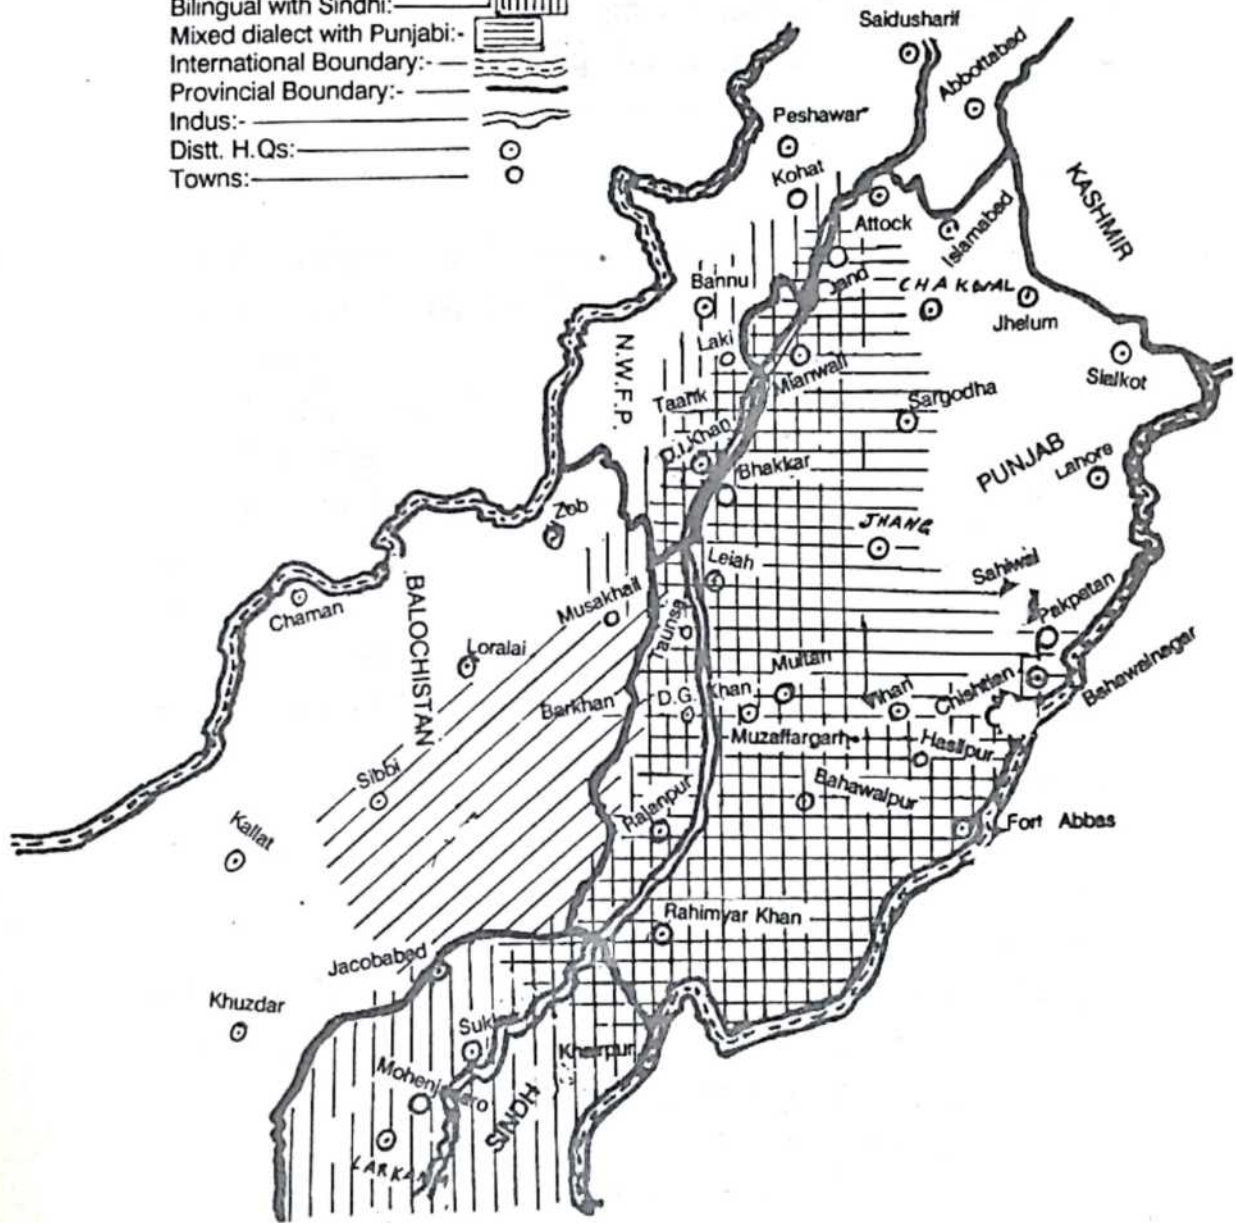 Bilingual with Sindhi:-
Mixed dialect with Punjabi:-
International Boundary:-
Provincial Boundary:-
Indus:-
Distt. H.Qs:-
Towns:-
Saidusharif
Abbottabad
Peshawar
Kohat
KASHMIR
Attock
Islamabad
Jand
CHAKWAL
Bannu
Jhelum
N.W.F.P.
Laki
Mianwali
Sialkot
Taank
Sargodha
D.I.Khan
Bhakkar
PUNJAB
Lahore
Zob
JHANG
Leiah
Sahiwal
Chaman
BALOCHISTAN
Musakhail
Taunsa
Pakpetan
Loralai
Multan
Bahawalnagar
Barkhan
D.G. Khan
Vihari
Chishtian
Muzaffargarh
Hasilpur
Sibbi
Bahawalpur
Kallat
Rajanpur
Fort Abbas
Rahimyar Khan
Jacobabad
Khuzdar
Khairpur
SINDH